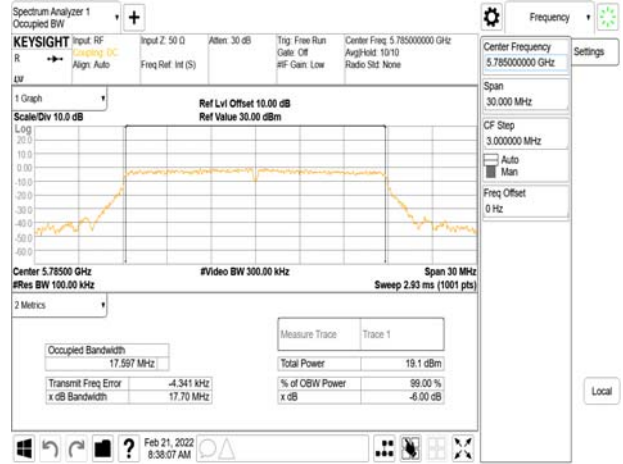 Spectrum Analyzer 1
Occupied BW
+
Frequency
KEYSIGHT
Input: RF
Coupling: DC
Align: Auto
Input Z: 50 Ω
Freq Ref: Int (S)
Atten: 30 dB
Trig: Free Run
Gate: Off
#IF Gain: Low
Center Freq: 5.785000000 GHz
Avg|Hold: 10/10
Radio Std: None
R
Center Frequency
5.785000000 GHz
Settings
Span
30.000 MHz
CF Step
3.000000 MHz
Auto
Man
Freq Offset
0 Hz
Local
1 Graph
Scale/Div 10.0 dB
Ref Lvl Offset 10.00 dB
Ref Value 30.00 dBm
Log
20.0
10.0
0.00
-10.0
-20.0
-30.0
-40.0
-50.0
-60.0
Center 5.78500 GHz
#Video BW 300.00 kHz
Span 30 MHz
#Res BW 100.00 kHz
Sweep 2.93 ms (1001 pts)
2 Metrics
Measure Trace
Trace 1
Occupied Bandwidth
17.597 MHz
Total Power
19.1 dBm
Transmit Freq Error
-4.341 kHz
% of OBW Power
99.00 %
x dB Bandwidth
17.70 MHz
x dB
-6.00 dB
?
Feb 21, 2022
8:38:07 AM